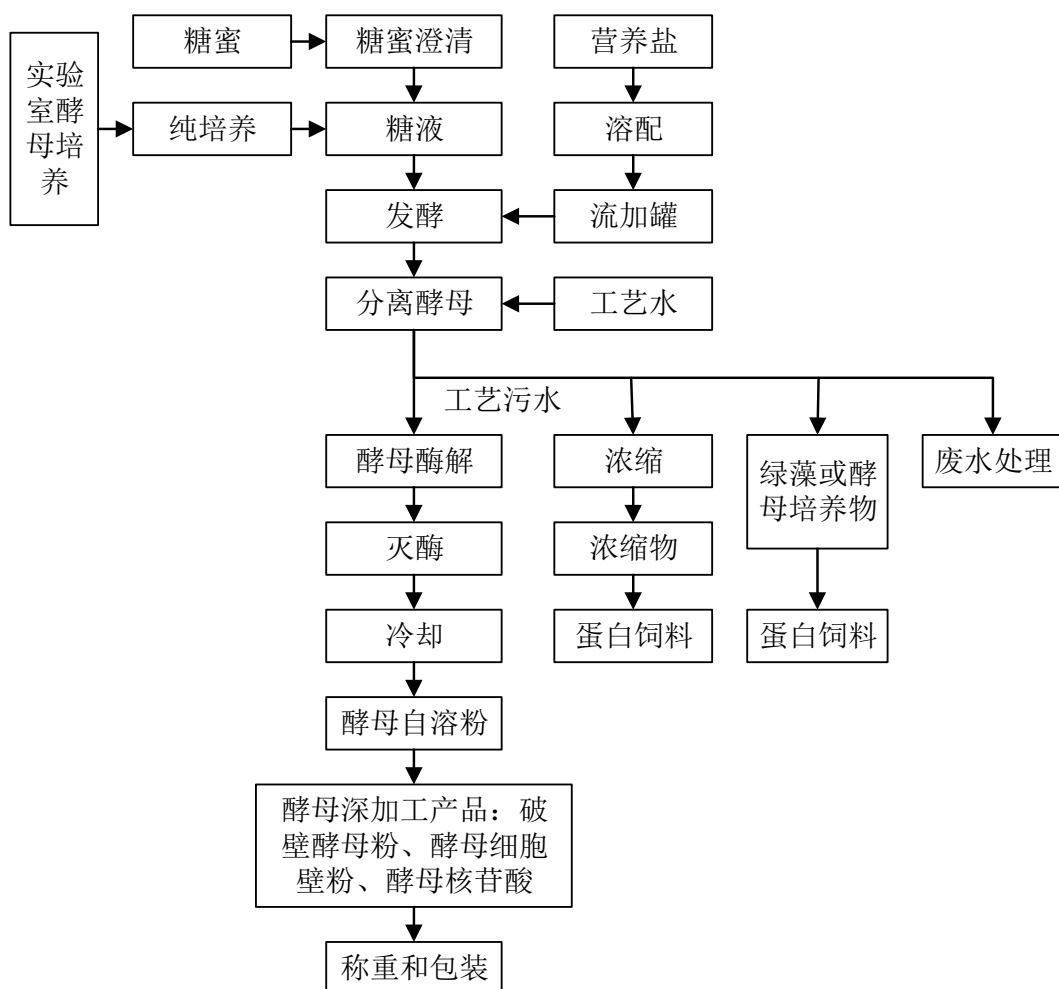 糖蜜
糖蜜澄清
营养盐
实验
室酵
母培
养
纯培养
糖液
溶配
发酵
流加罐
分离酵母
工艺水
工艺污水
酵母酶解
浓缩
绿藻或酵
母培养物
废水处理
灭酶
浓缩物
冷却
蛋白饲料
蛋白饲料
酵母自溶粉
酵母深加工产品：破
壁酵母粉、酵母细胞
壁粉、酵母核苷酸
称重和包装